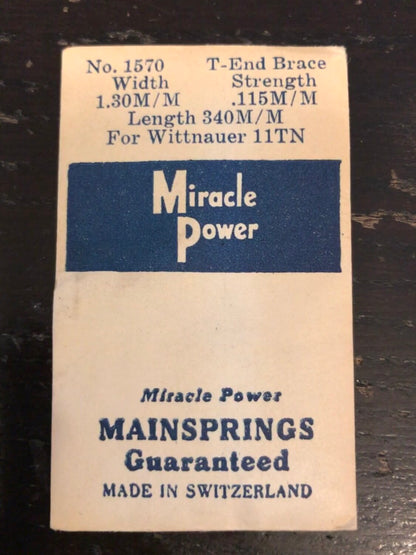 No. 1570 T-End Brace
Width Strength
1.30M/M .115M/M
Length 340M/M
For Wittnauer 11TN
Miracle
Power
Miracle Power
MAINSPRINGS
Guaranteed
MADE IN SWITZERLAND